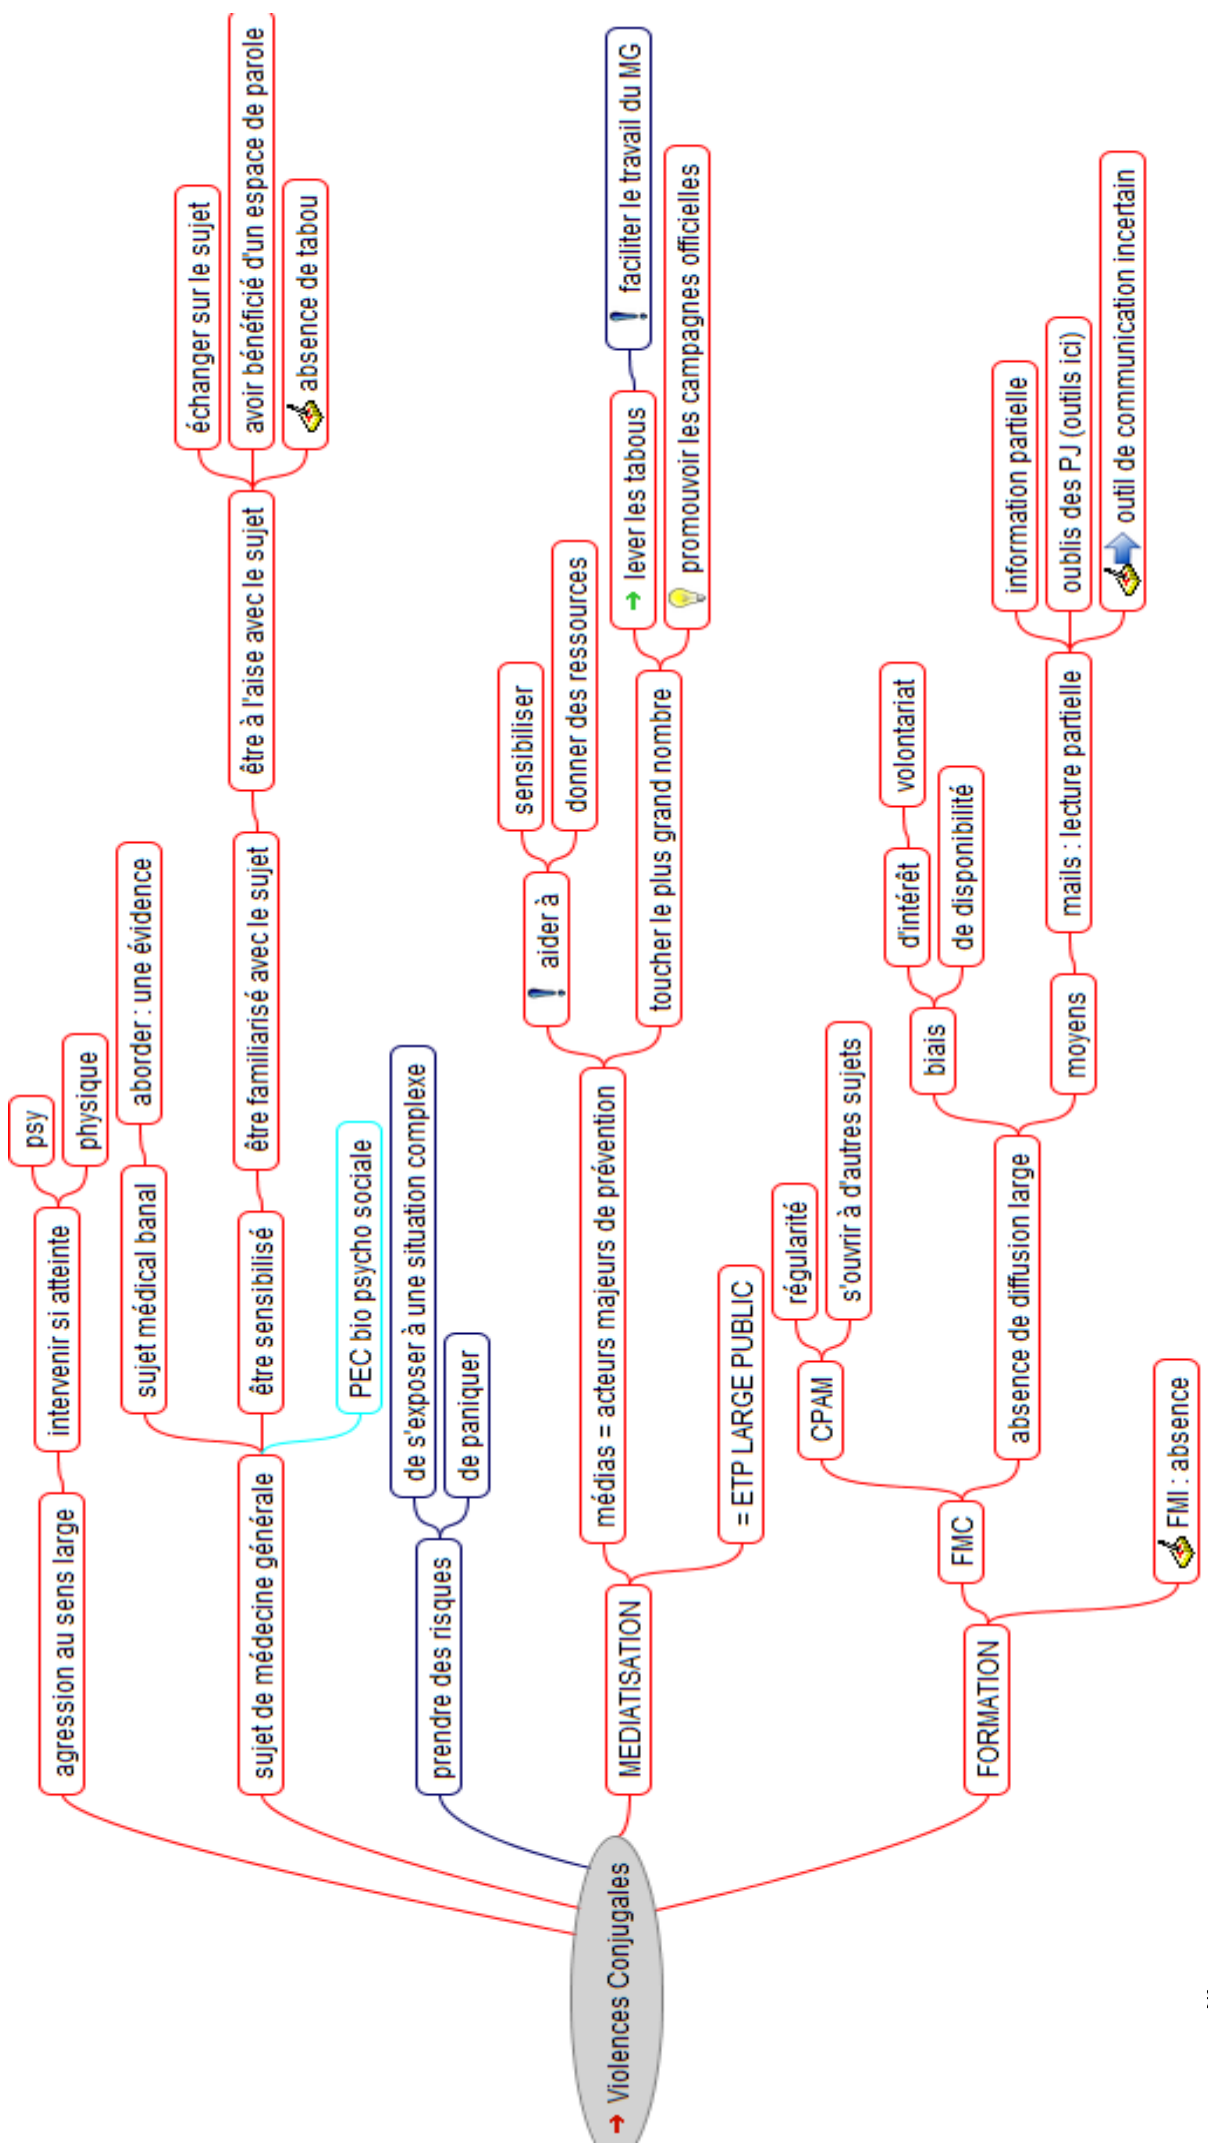 Violences Conjugales
agression au sens large
intervenir si atteinte
psy
physique
sujet de médecine générale
sujet médical banal
aborder : une évidence
être sensibilisé
être familiarisé avec le sujet
être à l'aise avec le sujet
échanger sur le sujet
avoir bénéficié d'un espace de parole
absence de tabou
PEC bio psycho sociale
prendre des risques
de s'exposer à une situation complexe
de paniquer
MEDIATISATION
médias = acteurs majeurs de prévention
aider à
sensibiliser
donner des ressources
toucher le plus grand nombre
lever les tabous
faciliter le travail du MG
promouvoir les campagnes officielles
= ETP LARGE PUBLIC
FORMATION
FMC
CPAM
régularité
s'ouvrir à d'autres sujets
absence de diffusion large
biais
d'intérêt
volontariat
de disponibilité
moyens
mails : lecture partielle
information partielle
oublis des PJ (outils ici)
outil de communication incertain
FMI : absence